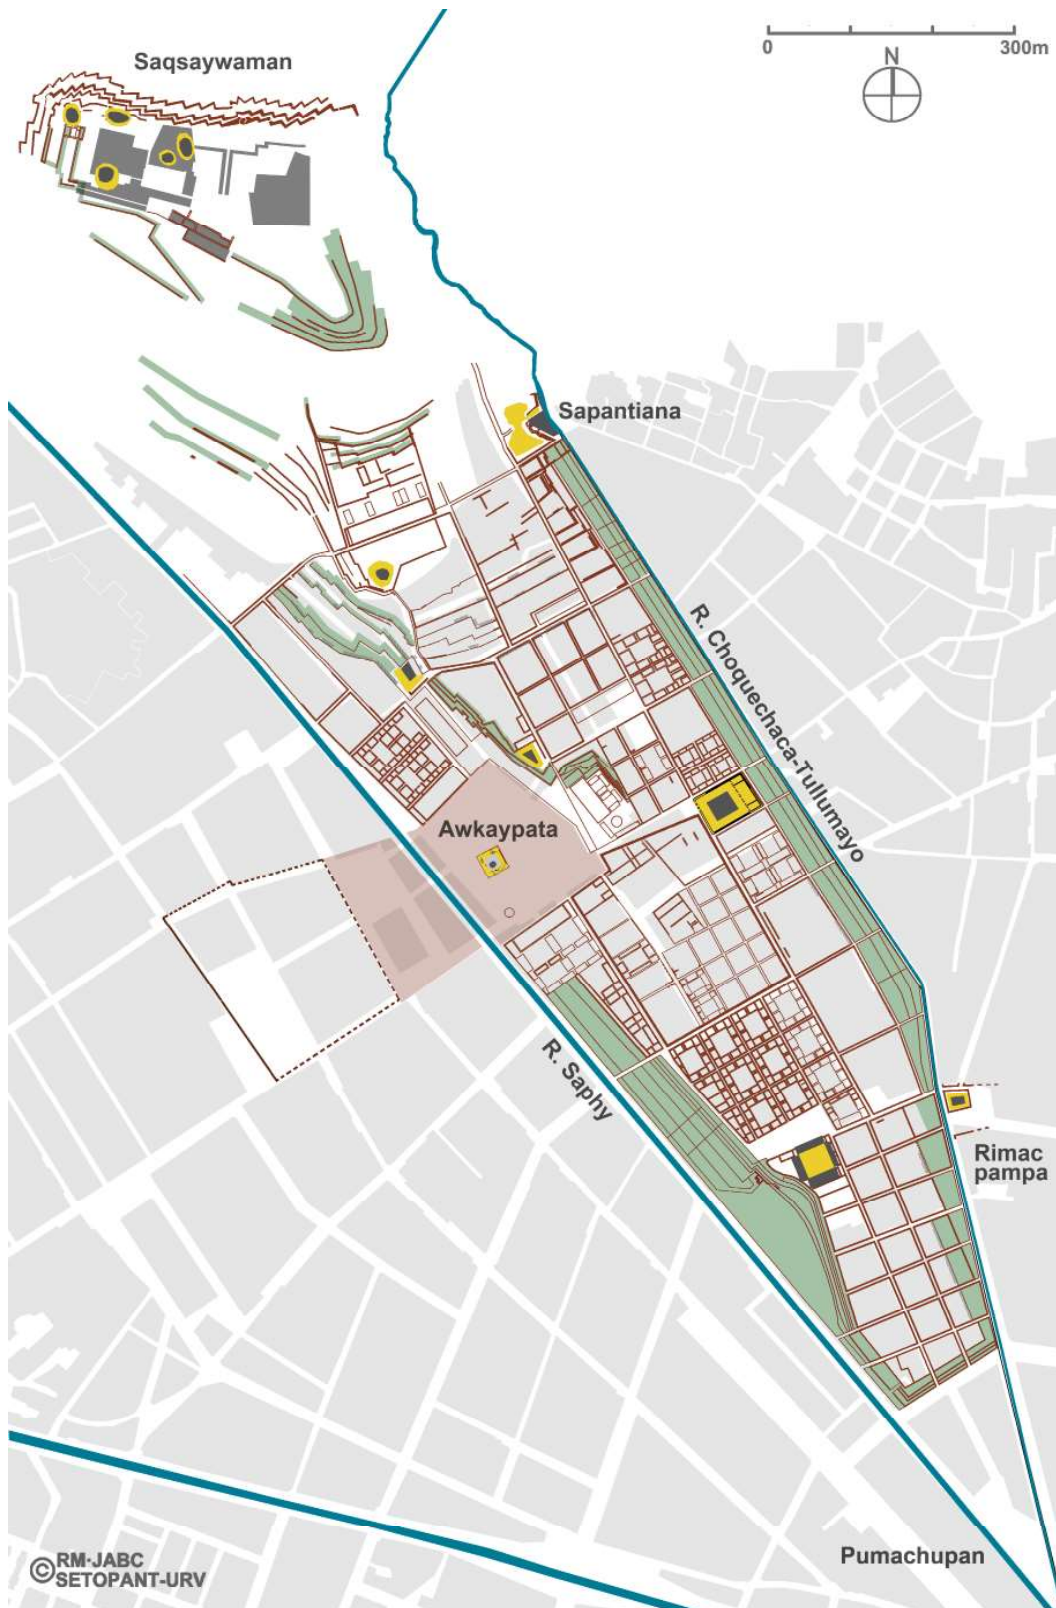 0 300m
N
Saqsaywaman
Sapantiana
R. Choquechaca-Tullumayo
Awkaypata
R. Saphy
Rimac
pampa
Pumachupan
©RM·JABC
SETOPANT-URV